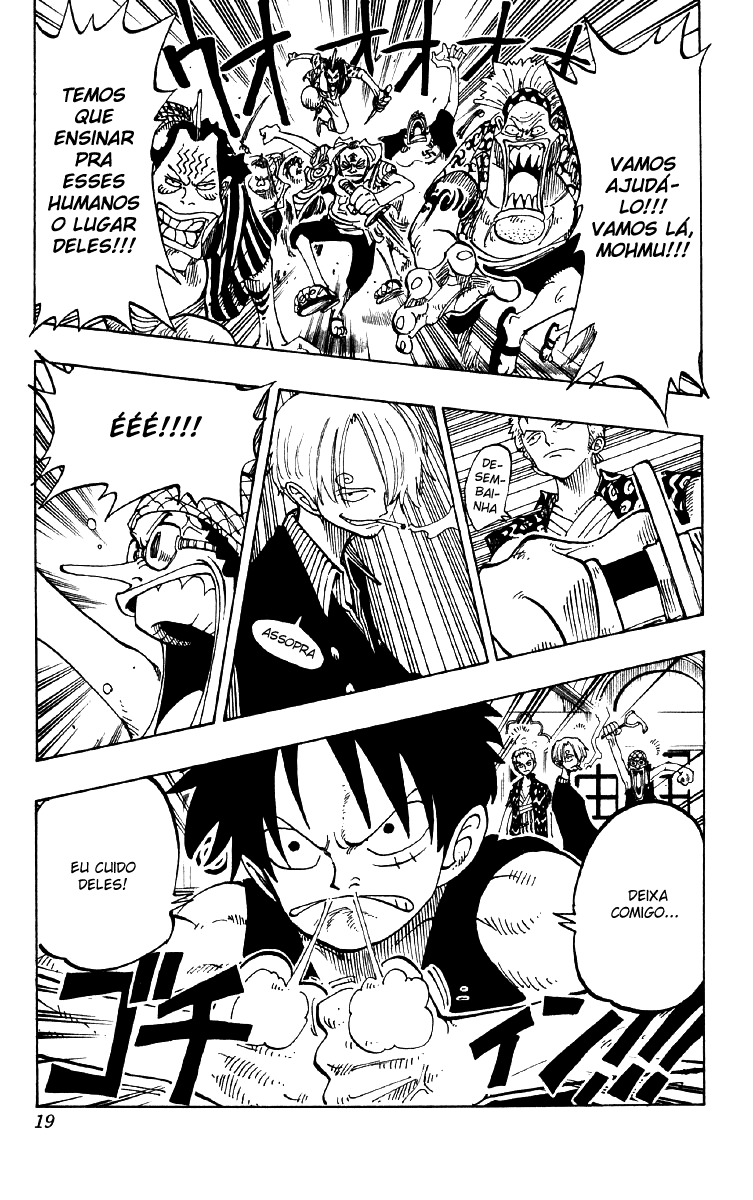 ウオオオオ
VAMOS
AJUDÁ-
LO!!!
VAMOS LÁ,
MOHMU!!!
TEMOS
QUE
ENSINAR
PRA
ESSES
HUMANOS
O LUGAR
DELES!!!
DE-
SEM-
BAI-
NHA
ASSOPRA
ÉÉÉ!!!!
DEIXA
COMIGO...
EU CUIDO
DELES!
ゴチィン!!!
19